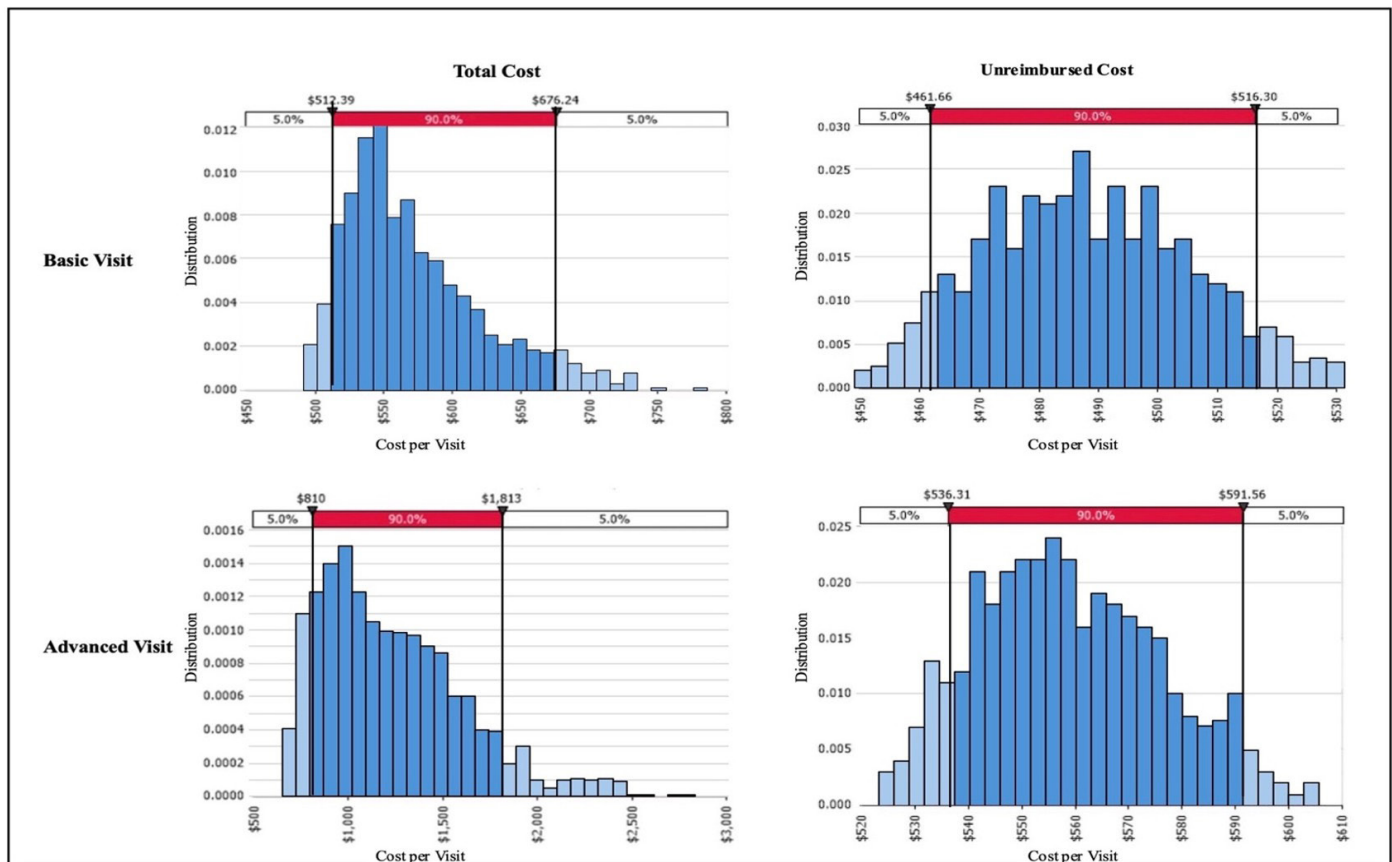 Total Cost
Unreimbursed Cost
Basic Visit
$512.39 $676.24
5.0% 90.0% 5.0%
0.012
0.010
0.008
0.006
0.004
0.002
0.000
Distribution
$450 $500 $550 $600 $650 $700 $750 $800
Cost per Visit
$461.66 $516.30
5.0% 90.0% 5.0%
0.030
0.025
0.020
0.015
0.010
0.005
0.000
Distribution
$450 $460 $470 $480 $490 $500 $510 $520 $530
Cost per Visit
Advanced Visit
$810 $1,813
5.0% 90.0% 5.0%
0.0016
0.0014
0.0012
0.0010
0.0008
0.0006
0.0004
0.0002
0.0000
Distribution
$500 $1,000 $1,500 $2,000 $2,500 $3,000
Cost per Visit
$536.31 $591.56
5.0% 90.0% 5.0%
0.025
0.020
0.015
0.010
0.005
0.000
Distribution
$520 $530 $540 $550 $560 $570 $580 $590 $600 $610
Cost per Visit